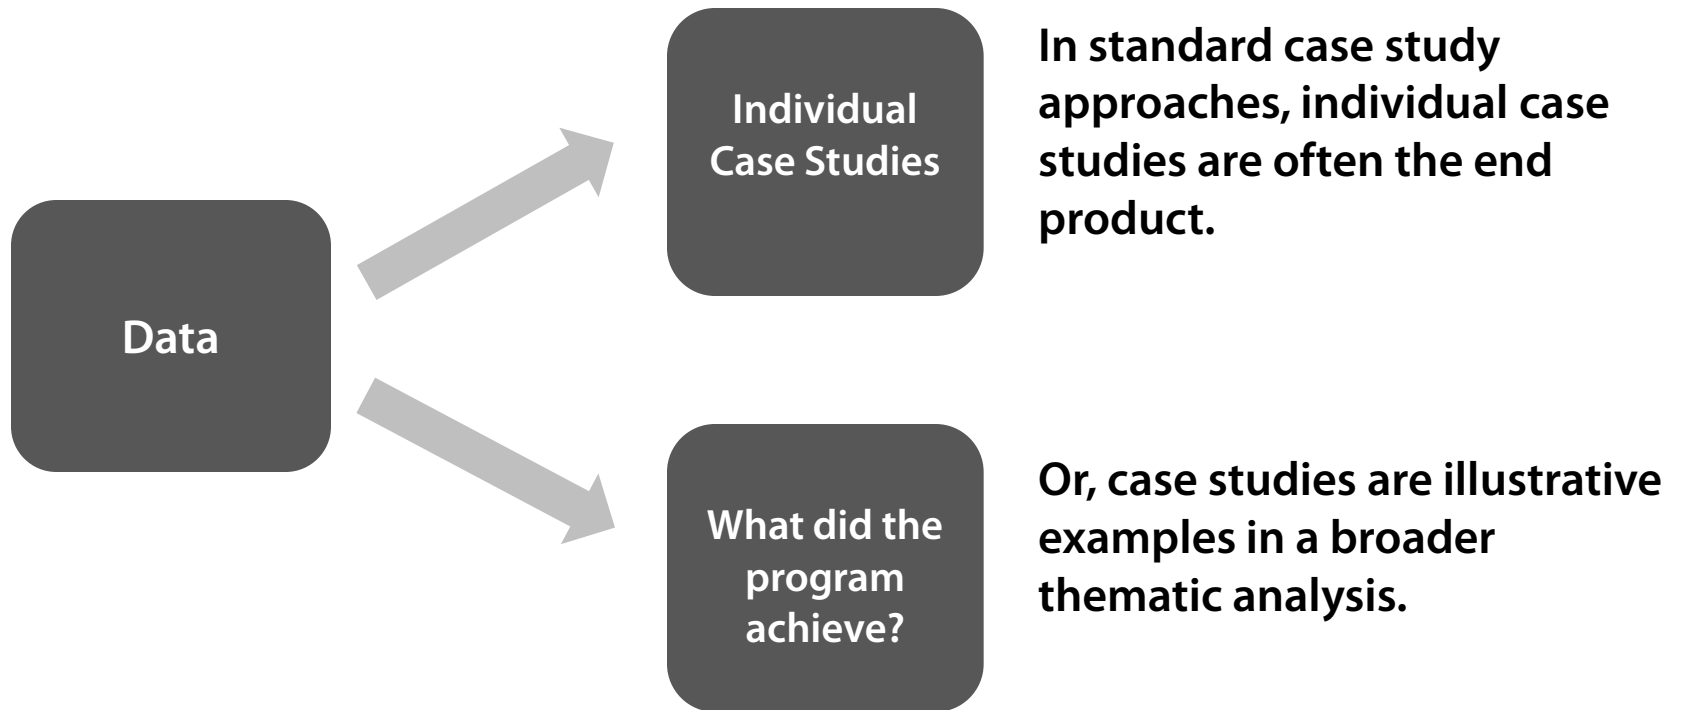 Data
Individual
Case Studies
In standard case study
approaches, individual case
studies are often the end
product.
What did the
program
achieve?
Or, case studies are illustrative
examples in a broader
thematic analysis.